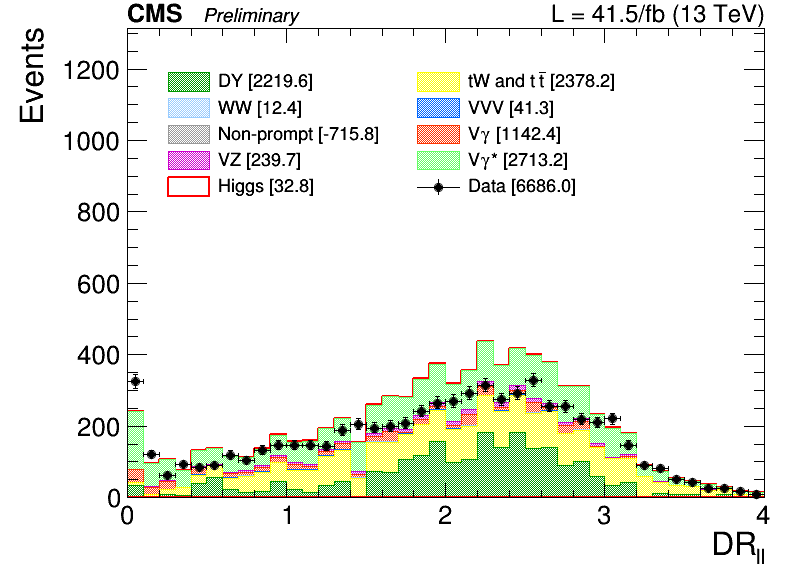 CMS Preliminary L = 41.5/fb (13 TeV)
Events
1200
1000
800
600
400
200
0
DY [2219.6]
WW [12.4]
Non-prompt [-715.8]
VZ [239.7]
Higgs [32.8]
tW and tt̄ [2378.2]
VVV [41.3]
Vγ [1142.4]
Vγ* [2713.2]
Data [6686.0]
0 1 2 3 4
DR_ll